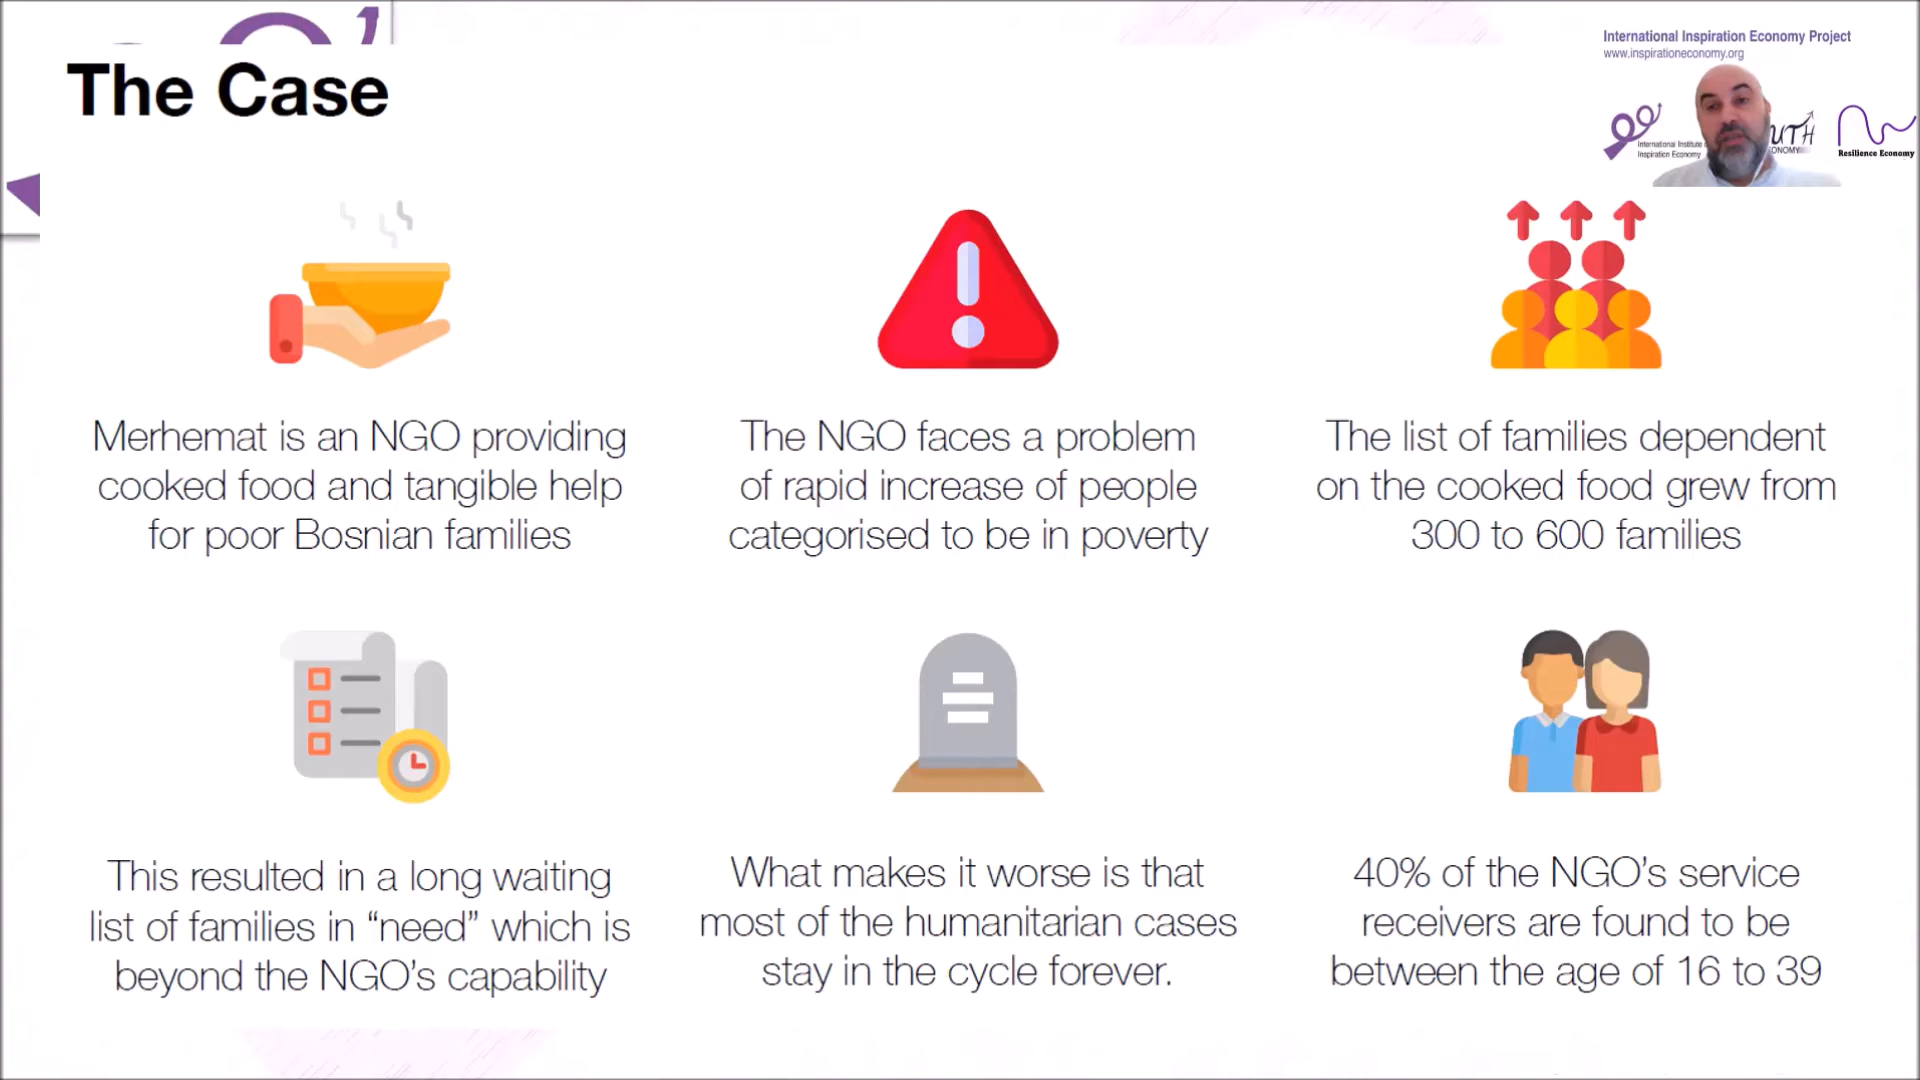 The Case
International Inspiration Economy Project
www.inspirationeconomy.org
International Institute
Inspiration Economy
Resilience Economy
Merhemat is an NGO providing
cooked food and tangible help
for poor Bosnian families
The NGO faces a problem
of rapid increase of people
categorised to be in poverty
The list of families dependent
on the cooked food grew from
300 to 600 families
This resulted in a long waiting
list of families in “need” which is
beyond the NGO’s capability
What makes it worse is that
most of the humanitarian cases
stay in the cycle forever.
40% of the NGO’s service
receivers are found to be
between the age of 16 to 39